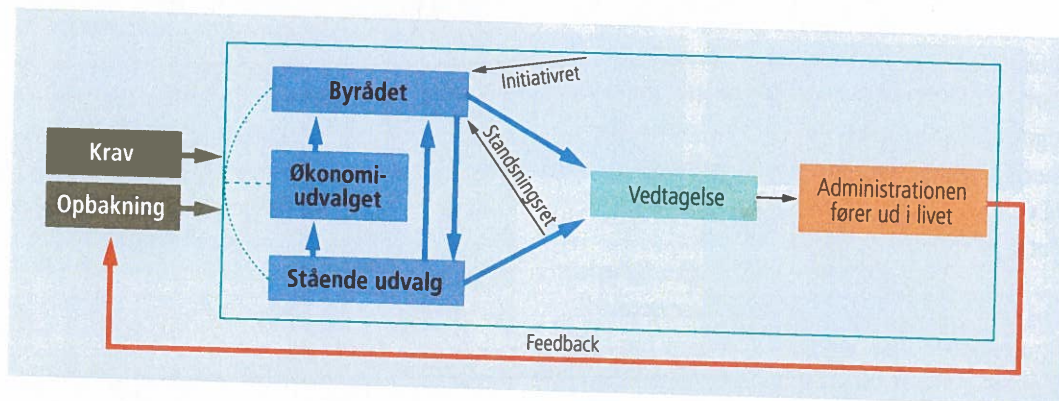 Krav
Opbakning
Byrådet
Økonomi-
udvalget
Stående udvalg
Initiativret
Standsningsret
Vedtagelse
Administrationen
fører ud i livet
Feedback